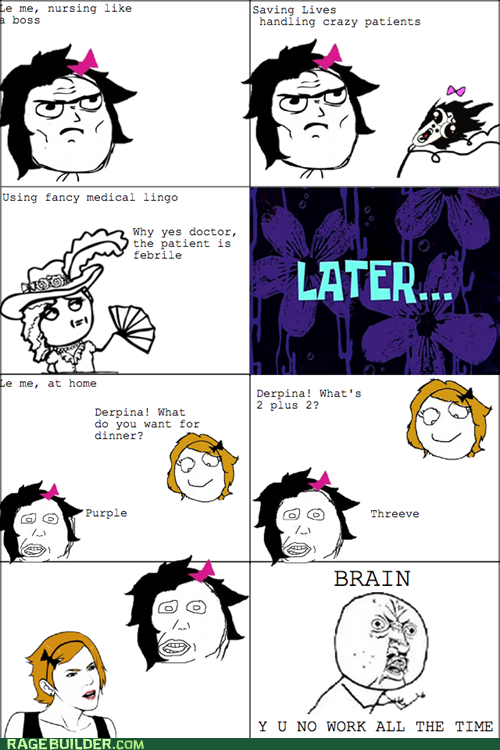 Le me, nursing like
a boss
Saving Lives
handling crazy patients
Using fancy medical lingo
Why yes doctor,
the patient is
febrile
LATER...
Le me, at home
Derpina! What
do you want for
dinner?
Purple
Derpina! What's
2 plus 2?
Threeve
BRAIN
Y U NO WORK ALL THE TIME
RAGEBUILDER.COM